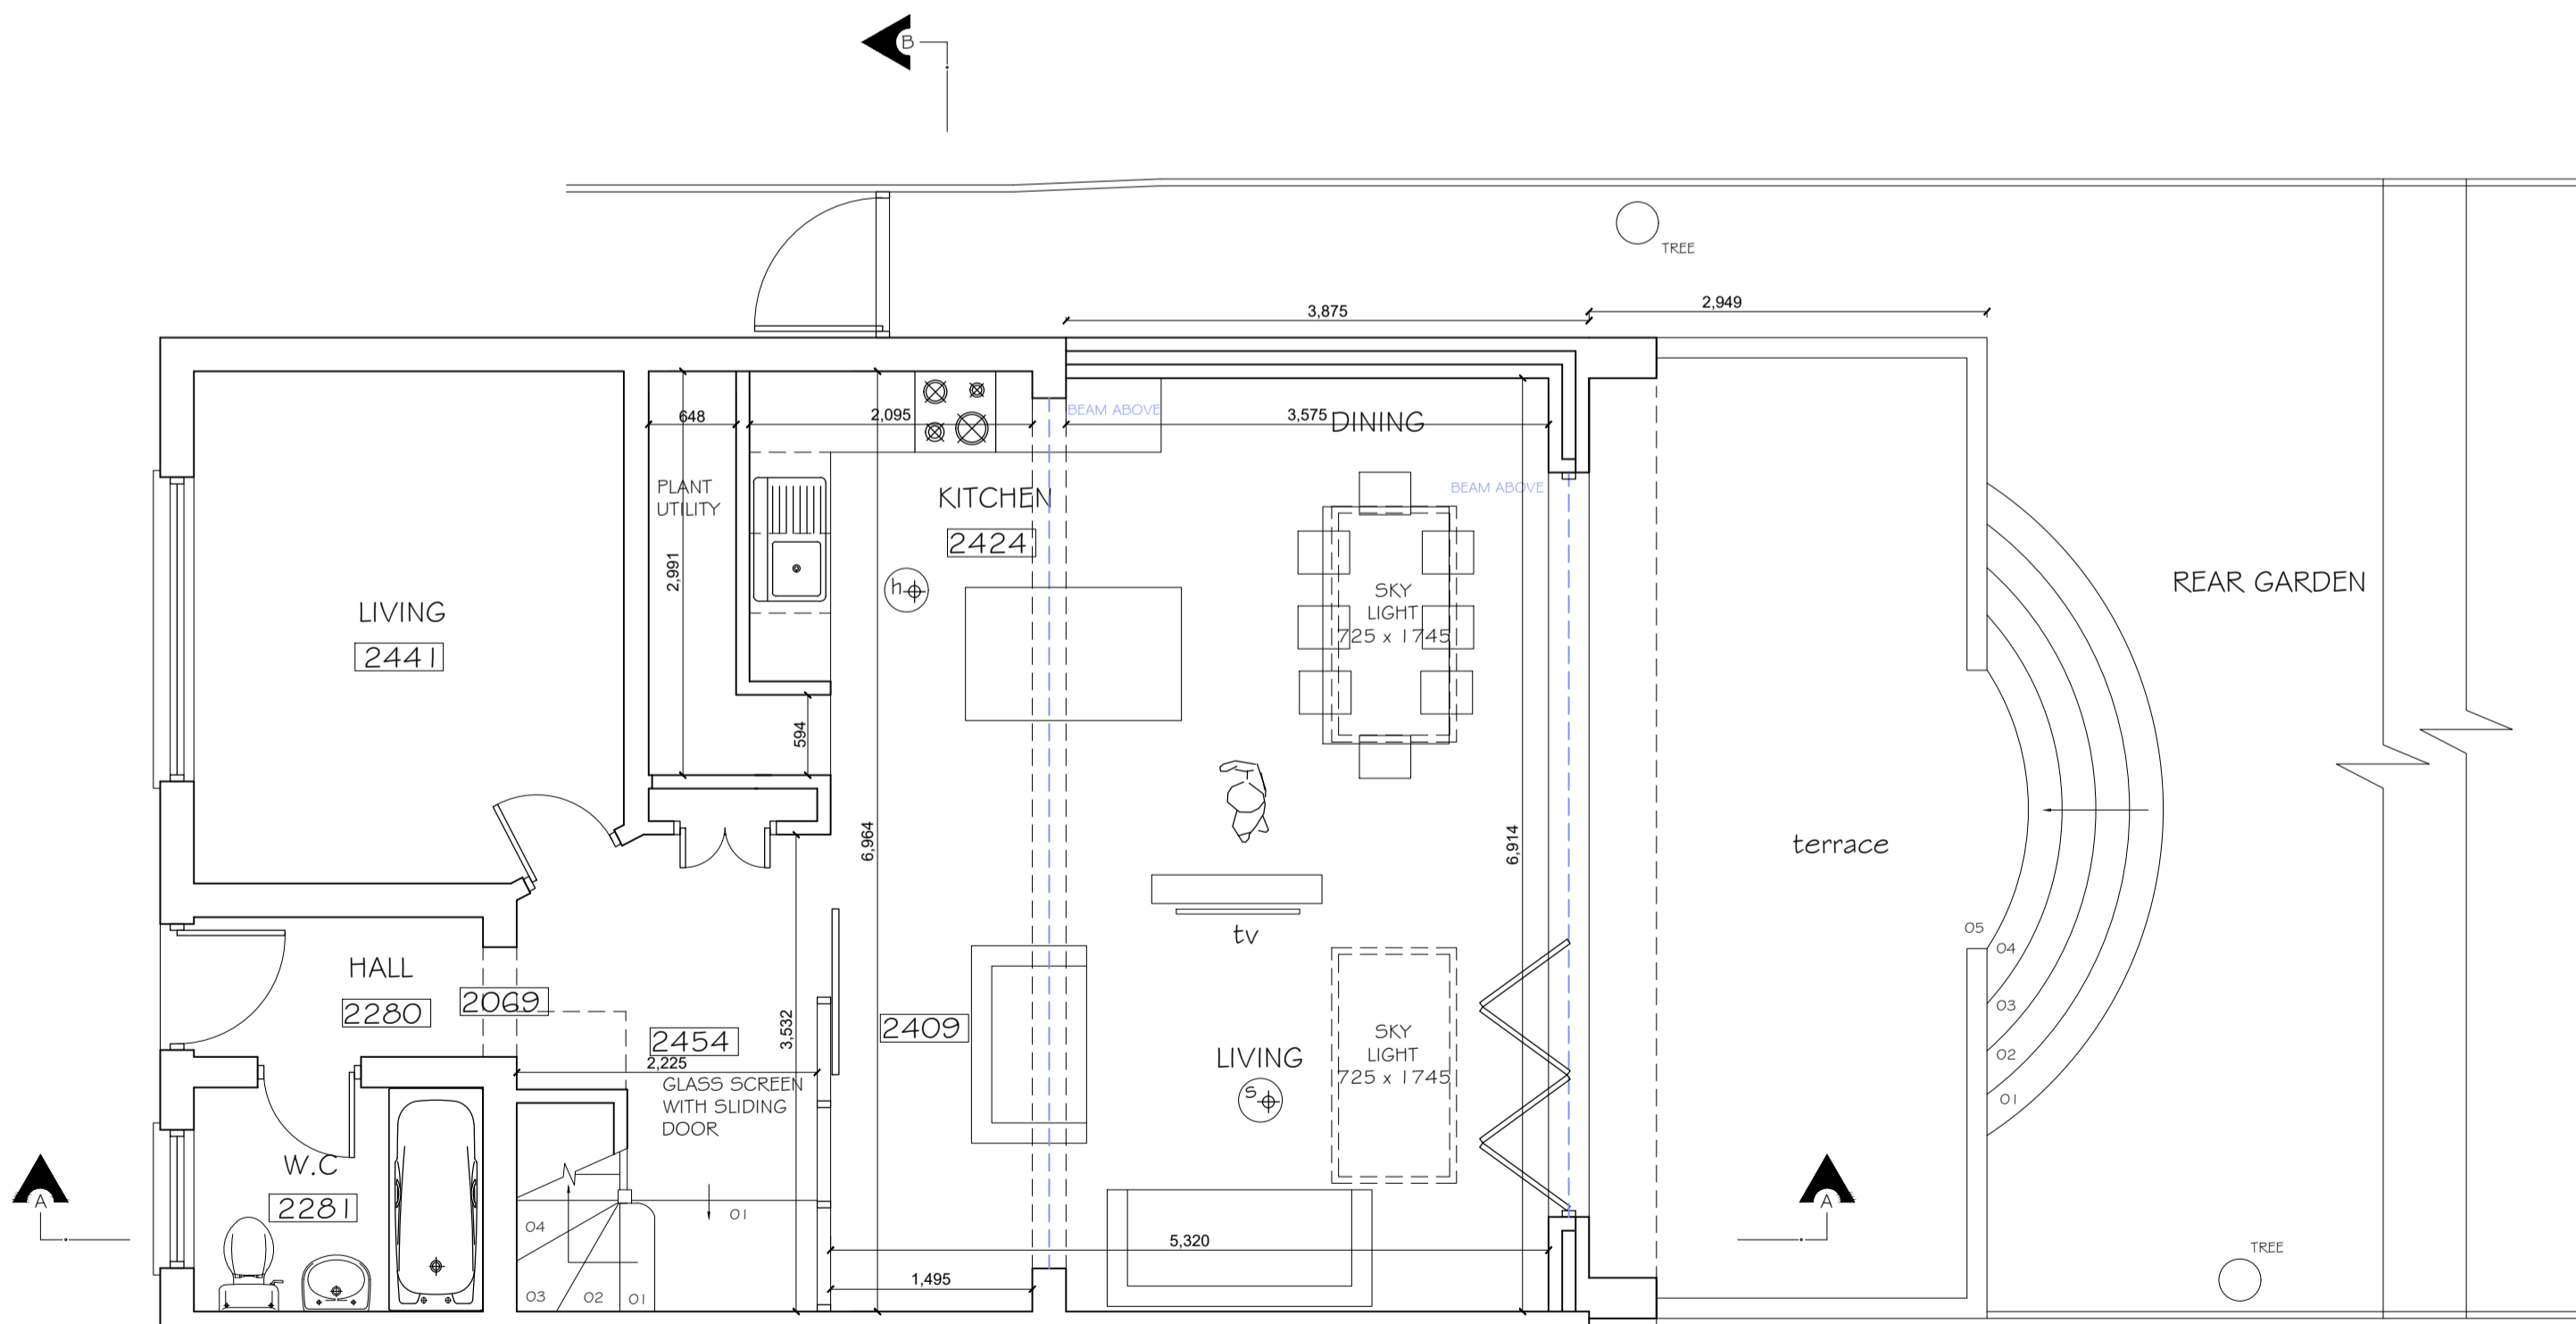 B
TREE
3,875
2,949
648
2,095
BEAM ABOVE
3,575
DINING
PLANT
UTILITY
KITCHEN
2424
BEAM ABOVE
2,991
h
SKY
LIGHT
725 x 1745
REAR GARDEN
LIVING
2441
594
6,964
6,914
terrace
tv
05
04
03
02
01
HALL
2280
2069
2454
2,225
3,532
2409
GLASS SCREEN
WITH SLIDING
DOOR
LIVING
s
SKY
LIGHT
725 x 1745
W.C
2281
A
A
04
03
02
01
01
5,320
1,495
TREE